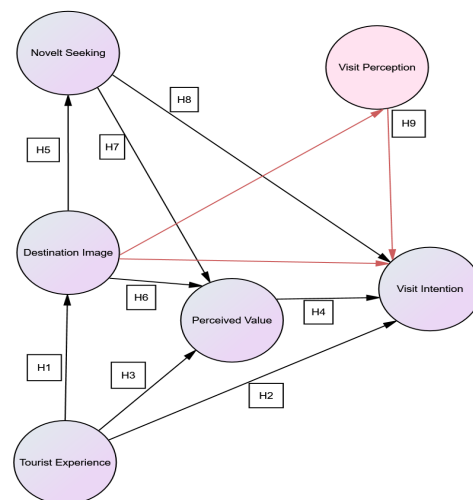 Novelt Seeking
Visit Perception
H8
H9
H7
H5
Destination Image
H6
Visit Intention
Perceived Value
H4
H1
H3
H2
Tourist Experience